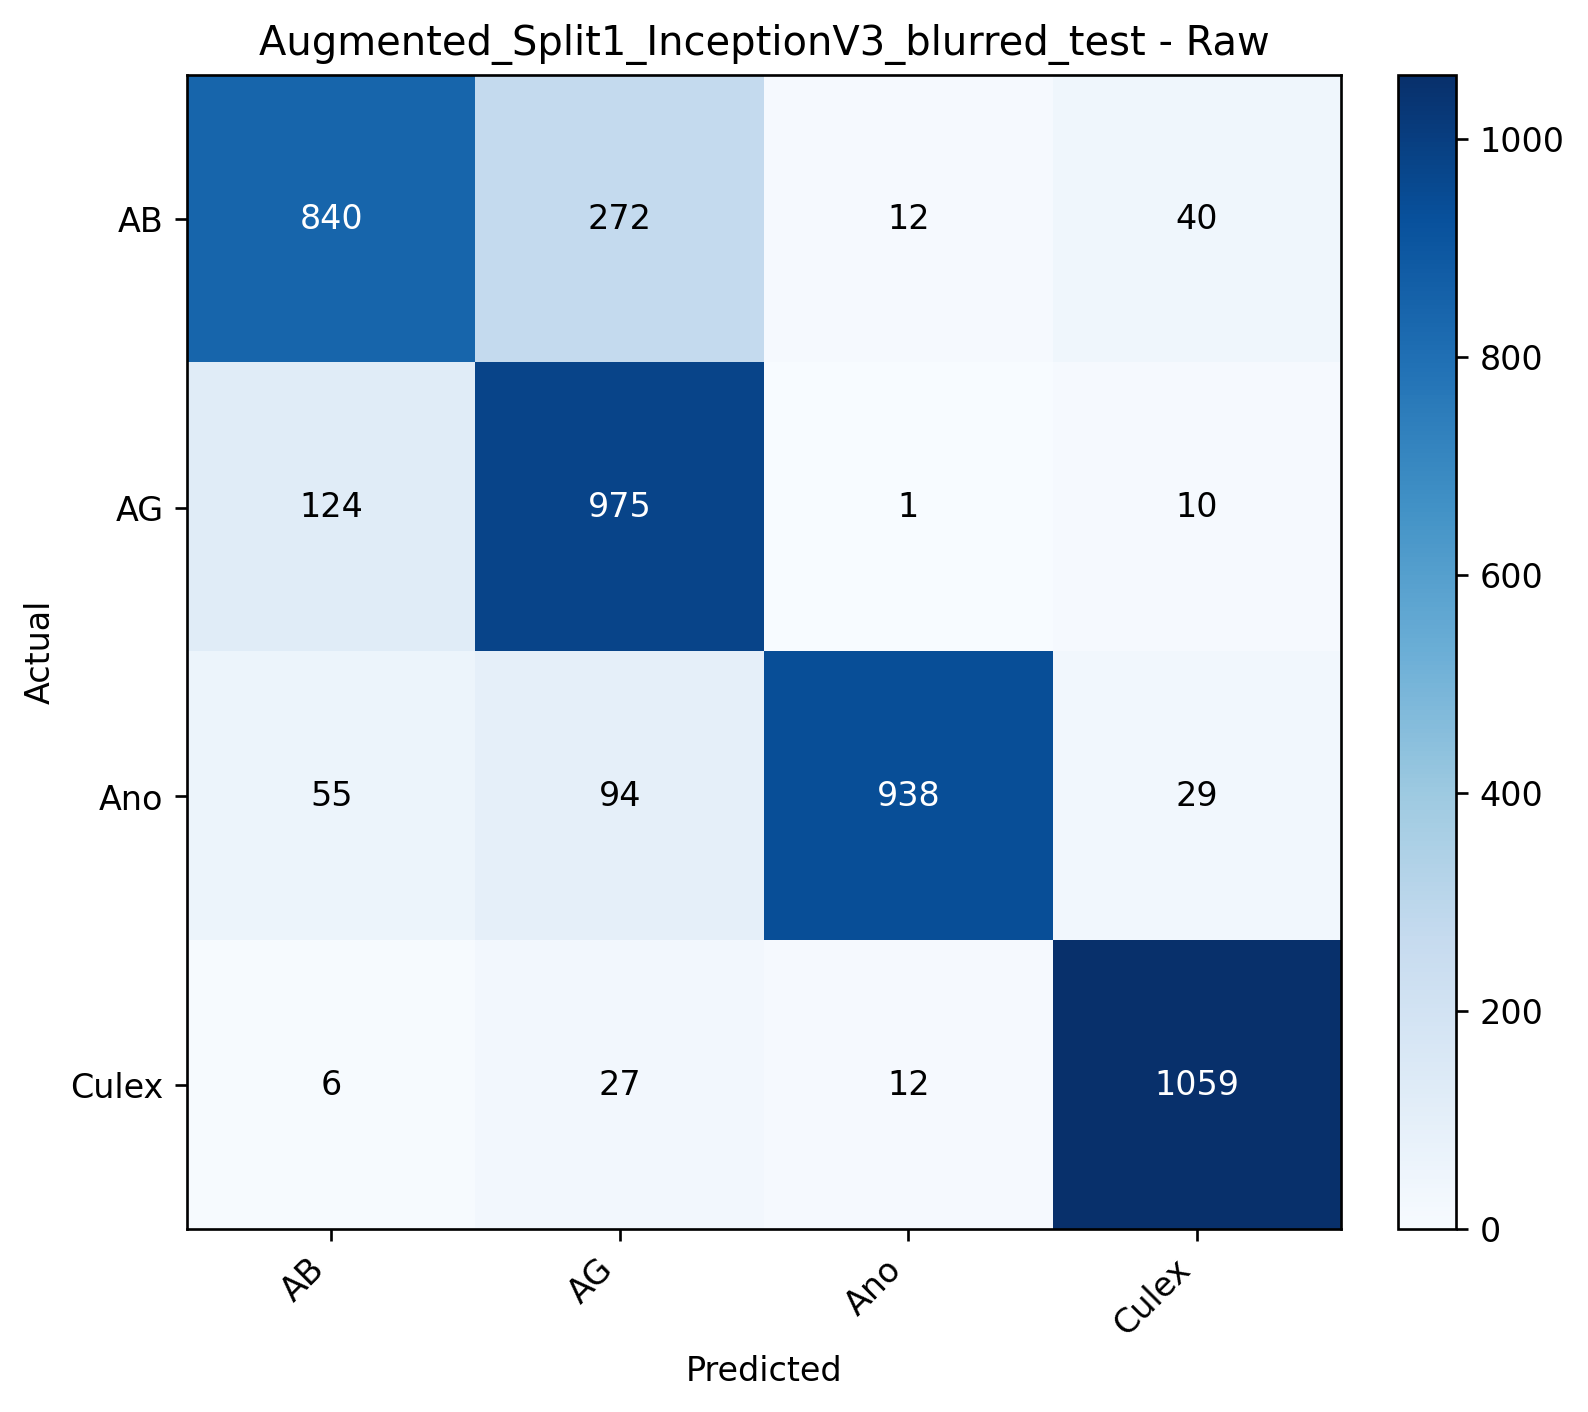 Augmented_Split1_InceptionV3_blurred_test - Raw
AB 840 272 12 40
AG 124 975 1 10
Ano 55 94 938 29
Culex 6 27 12 1059
AB AG Ano Culex
Predicted
Actual
1000
800
600
400
200
0